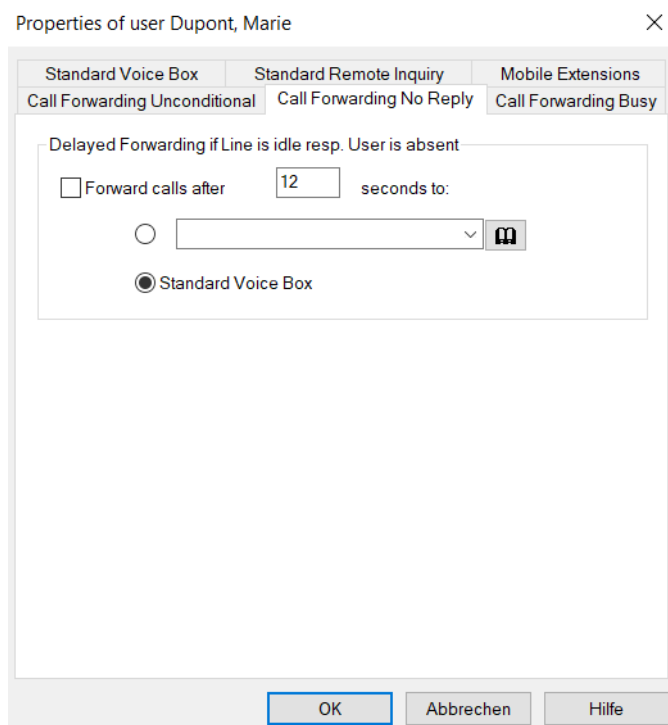 Properties of user Dupont, Marie
Standard Voice Box Standard Remote Inquiry Mobile Extensions
Call Forwarding Unconditional Call Forwarding No Reply Call Forwarding Busy
Delayed Forwarding if Line is idle resp. User is absent
Forward calls after 12 seconds to:
Standard Voice Box
OK Abbrechen Hilfe